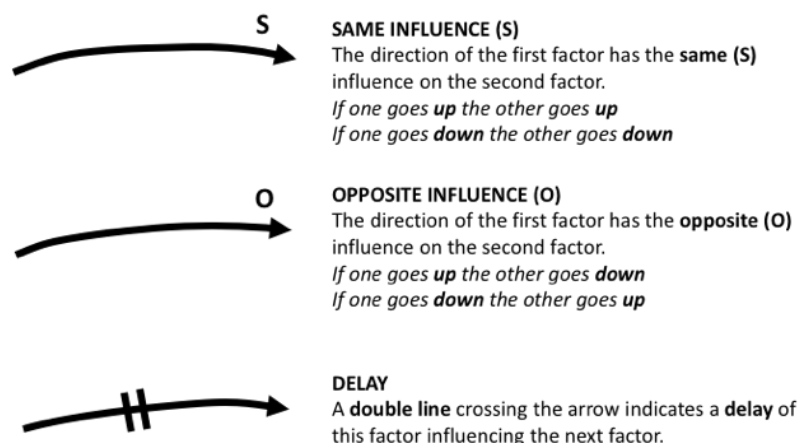 S
SAME INFLUENCE (S)
The direction of the first factor has the same (S)
influence on the second factor.
If one goes up the other goes up
If one goes down the other goes down
O
OPPOSITE INFLUENCE (O)
The direction of the first factor has the opposite (O)
influence on the second factor.
If one goes up the other goes down
If one goes down the other goes up
DELAY
A double line crossing the arrow indicates a delay of
this factor influencing the next factor.